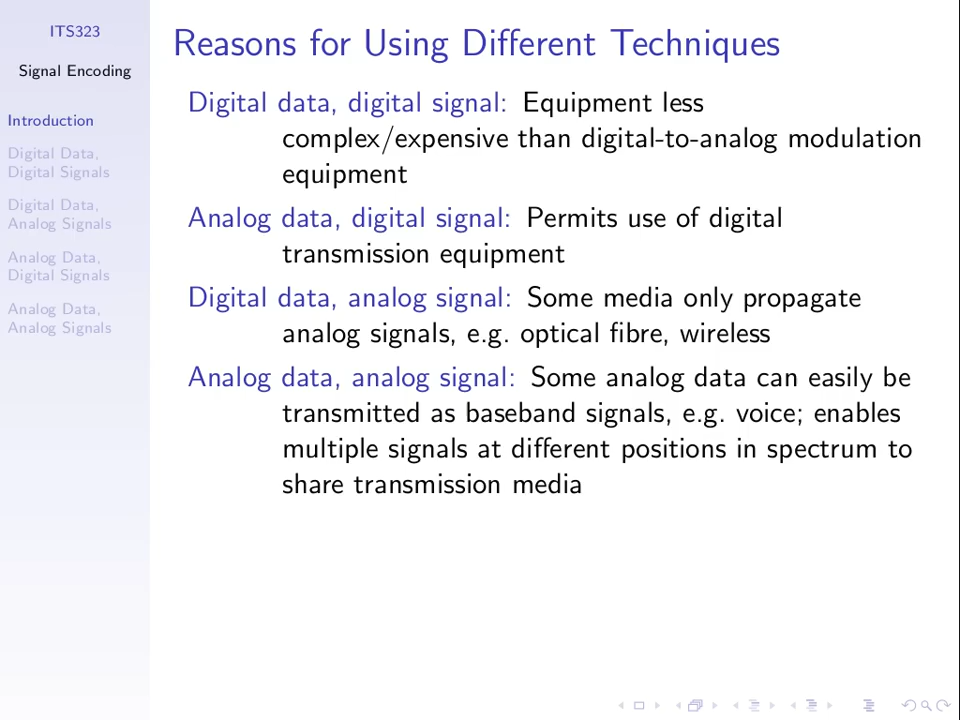 ITS323
Signal Encoding
Introduction
Digital Data,
Digital Signals
Digital Data,
Analog Signals
Analog Data,
Digital Signals
Analog Data,
Analog Signals
Reasons for Using Different Techniques
Digital data, digital signal: Equipment less
complex/expensive than digital-to-analog modulation
equipment
Analog data, digital signal: Permits use of digital
transmission equipment
Digital data, analog signal: Some media only propagate
analog signals, e.g. optical fibre, wireless
Analog data, analog signal: Some analog data can easily be
transmitted as baseband signals, e.g. voice; enables
multiple signals at different positions in spectrum to
share transmission media